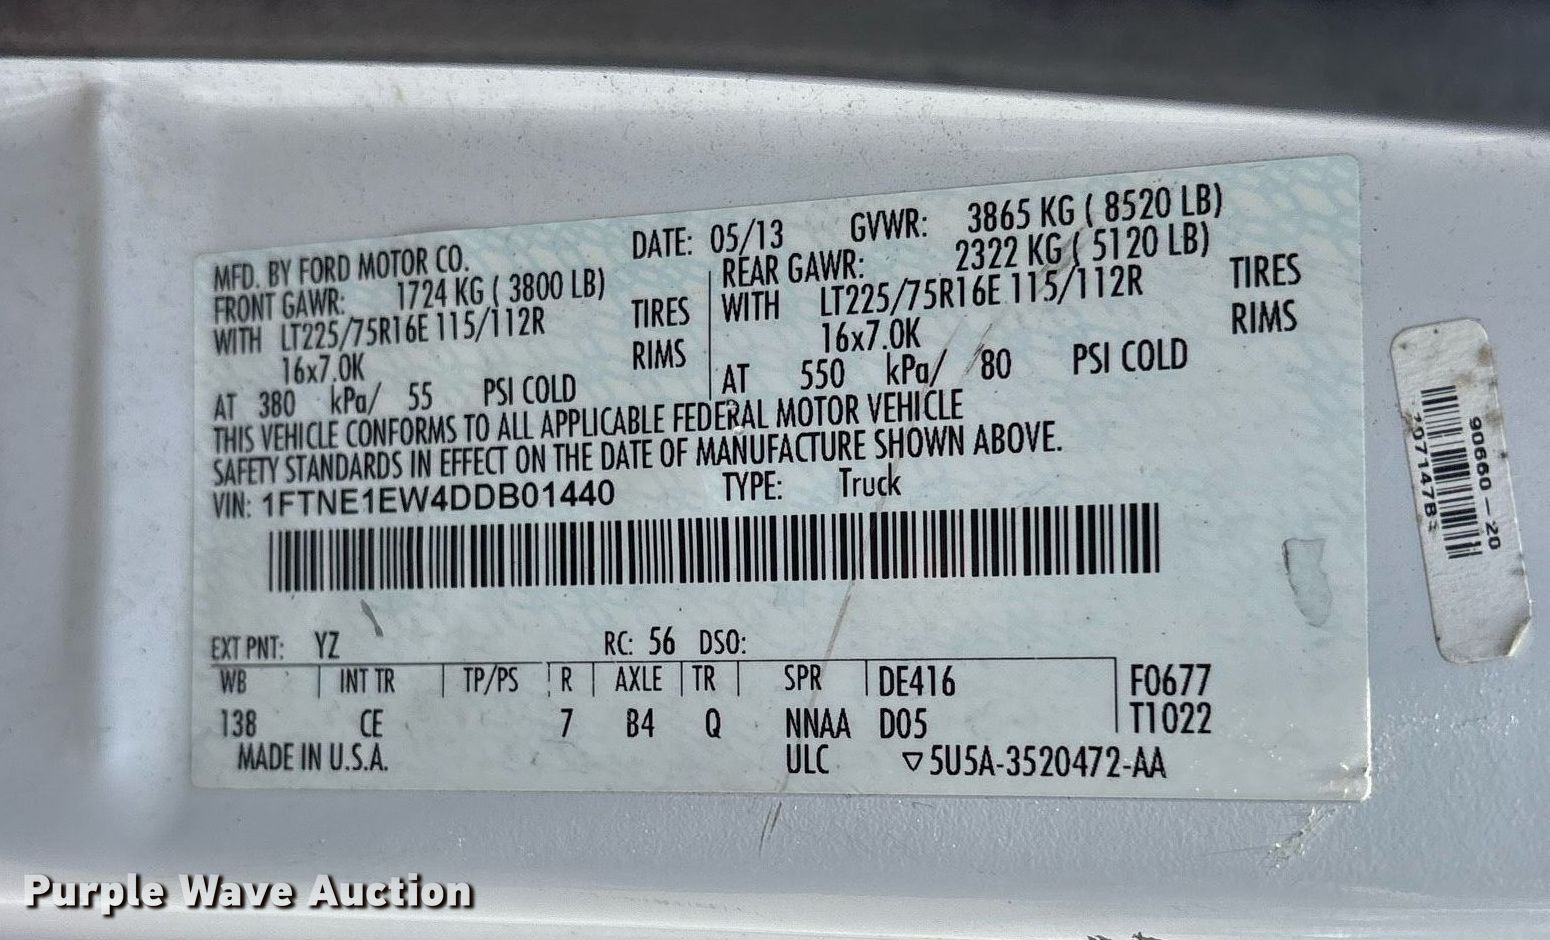 MFD. BY FORD MOTOR CO. DATE: 05/13 GVWR: 3865 KG ( 8520 LB)
FRONT GAWR: 1724 KG ( 3800 LB) REAR GAWR: 2322 KG ( 5120 LB)
WITH LT225/75R16E 115/112R TIRES WITH LT225/75R16E 115/112R TIRES
16x7.0K RIMS 16x7.0K RIMS
AT 380 kPa/ 55 PSI COLD AT 550 kPa/ 80 PSI COLD
THIS VEHICLE CONFORMS TO ALL APPLICABLE FEDERAL MOTOR VEHICLE
SAFETY STANDARDS IN EFFECT ON THE DATE OF MANUFACTURE SHOWN ABOVE.
VIN: 1FTNE1EW4DDB01440 TYPE: Truck
EXT PNT: YZ RC: 56 DSO:
WB INT TR TP/PS R AXLE TR SPR DE416 F0677
138 CE 7 B4 Q NNAA D05 T1022
MADE IN U.S.A. ULC ▽5U5A-3520472-AA
90660-20
Purple Wave Auction